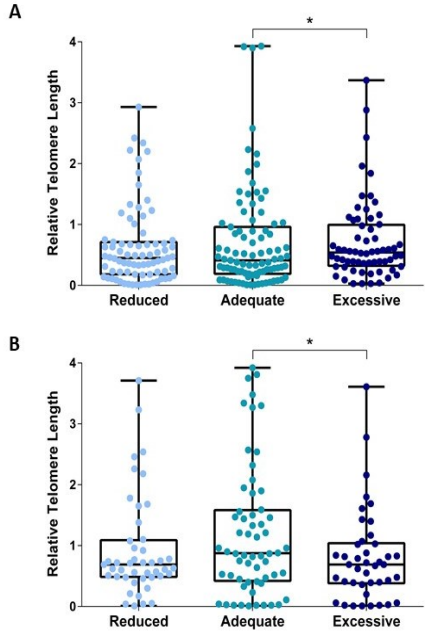 A
*
4
3
2
1
0
Relative Telomere Length
Reduced Adequate Excessive
B
*
4
3
2
1
0
Relative Telomere Length
Reduced Adequate Excessive